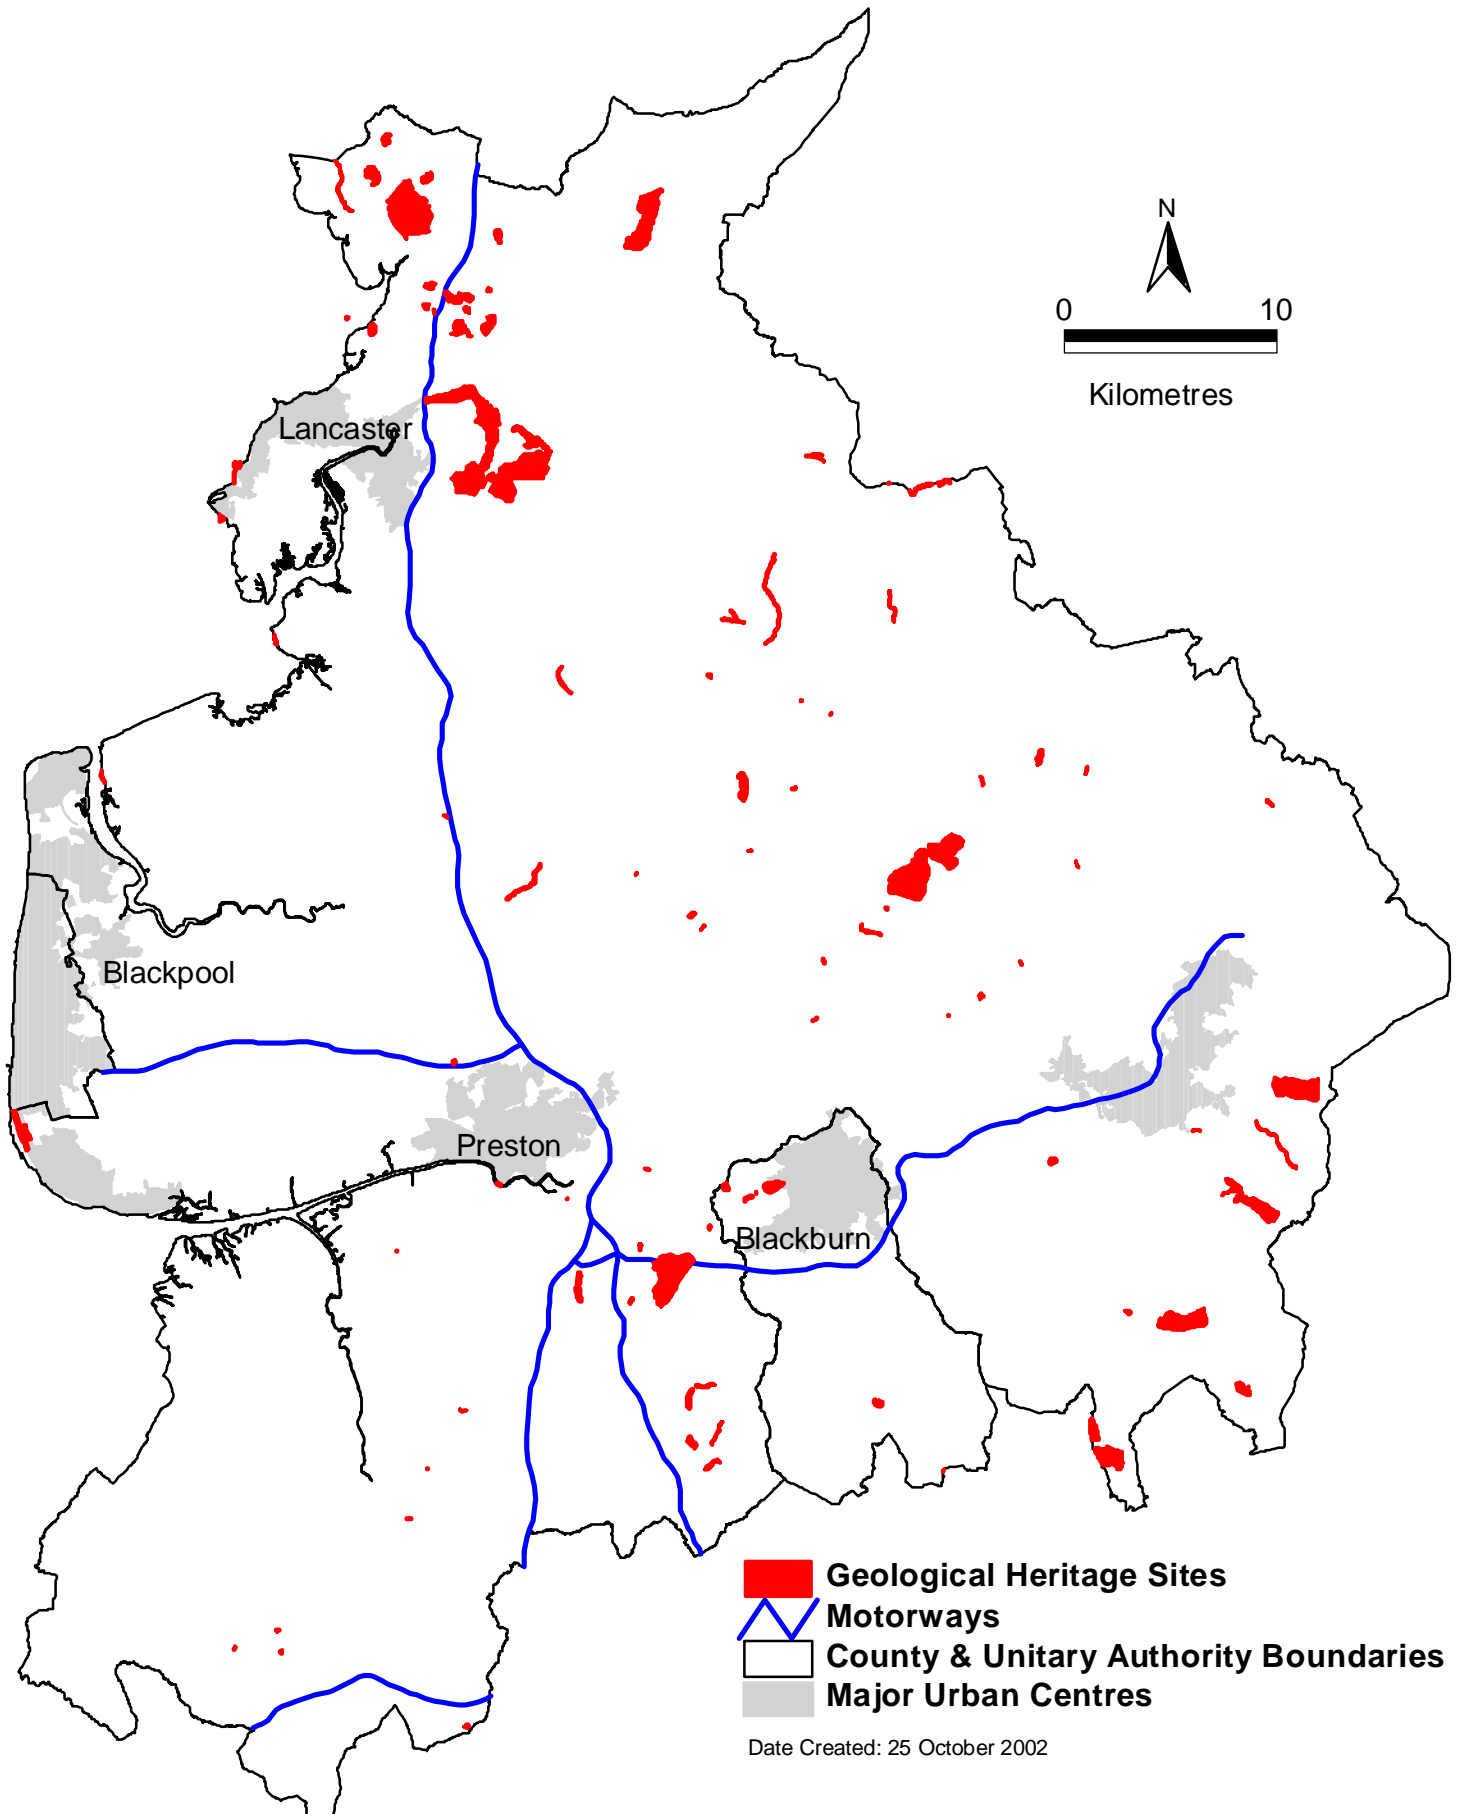 N
0 10
Kilometres
Lancaster
Blackpool
Preston
Blackburn
Geological Heritage Sites
Motorways
County & Unitary Authority Boundaries
Major Urban Centres
Date Created: 25 October 2002